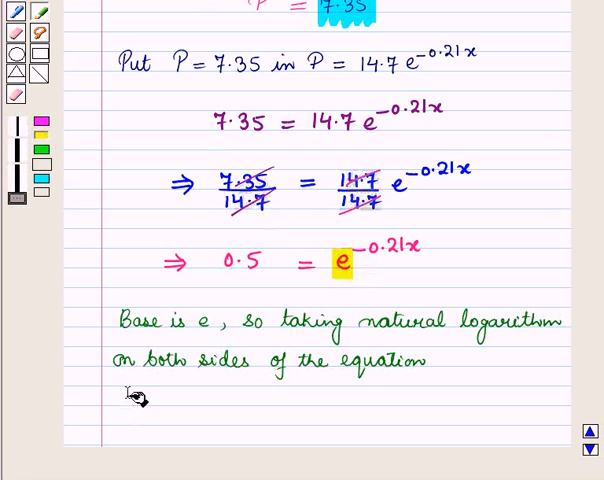 P = 7.35
Put P = 7.35 in P = 14.7 e^-0.21x
7.35 = 14.7 e^-0.21x
⇒ 7.35/14.7 = 14.7/14.7 e^-0.21x
⇒ 0.5 = e^-0.21x
Base is e, so taking natural logarithm
on both sides of the equation